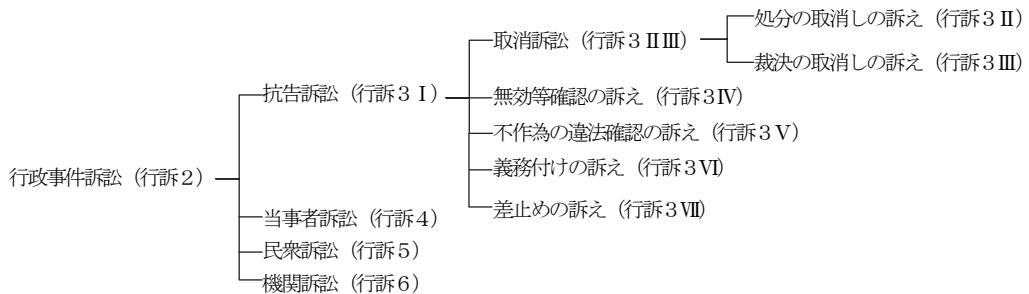 行政事件訴訟（行訴２）
抗告訴訟（行訴３Ⅰ）
取消訴訟（行訴３ⅡⅢ）
処分の取消しの訴え（行訴３Ⅱ）
裁決の取消しの訴え（行訴３Ⅲ）
無効等確認の訴え（行訴３Ⅳ）
不作為の違法確認の訴え（行訴３Ⅴ）
義務付けの訴え（行訴３Ⅵ）
差止めの訴え（行訴３Ⅶ）
当事者訴訟（行訴４）
民衆訴訟（行訴５）
機関訴訟（行訴６）